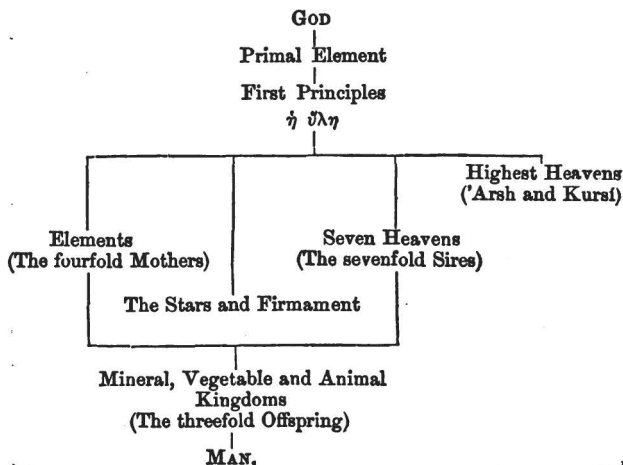 GOD
Primal Element
First Principles
ἡ ὕλη
Highest Heavens
('Arsh and Kursí)
Elements
(The fourfold Mothers)
Seven Heavens
(The sevenfold Sires)
The Stars and Firmament
Mineral, Vegetable and Animal
Kingdoms
(The threefold Offspring)
MAN.